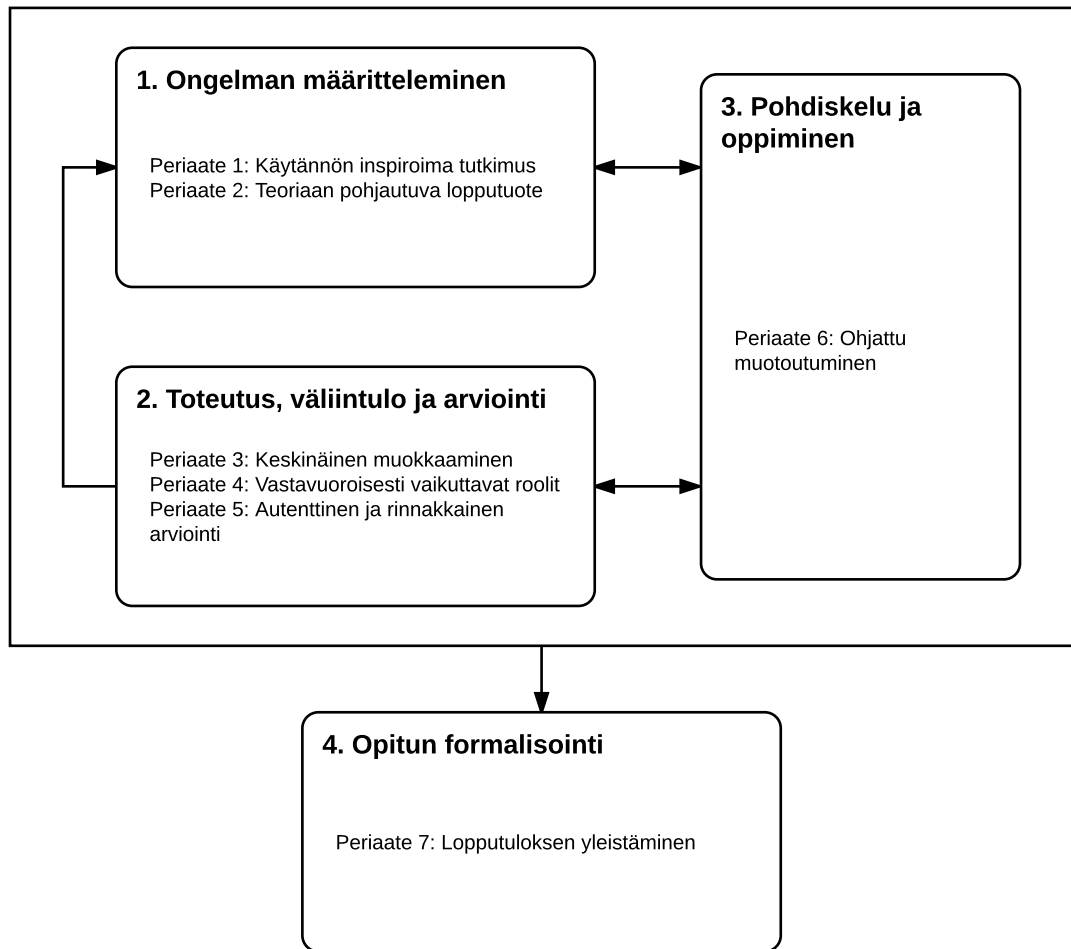 1. Ongelman määritteleminen
Periaate 1: Käytännön inspiroima tutkimus
Periaate 2: Teoriaan pohjautuva lopputuote
2. Toteutus, väliintulo ja arviointi
Periaate 3: Keskinäinen muokkaaminen
Periaate 4: Vastavuoroisesti vaikuttavat roolit
Periaate 5: Autenttinen ja rinnakkainen
arviointi
3. Pohdiskelu ja
oppiminen
Periaate 6: Ohjattu
muotoutuminen
4. Opitun formalisointi
Periaate 7: Lopputuloksen yleistäminen